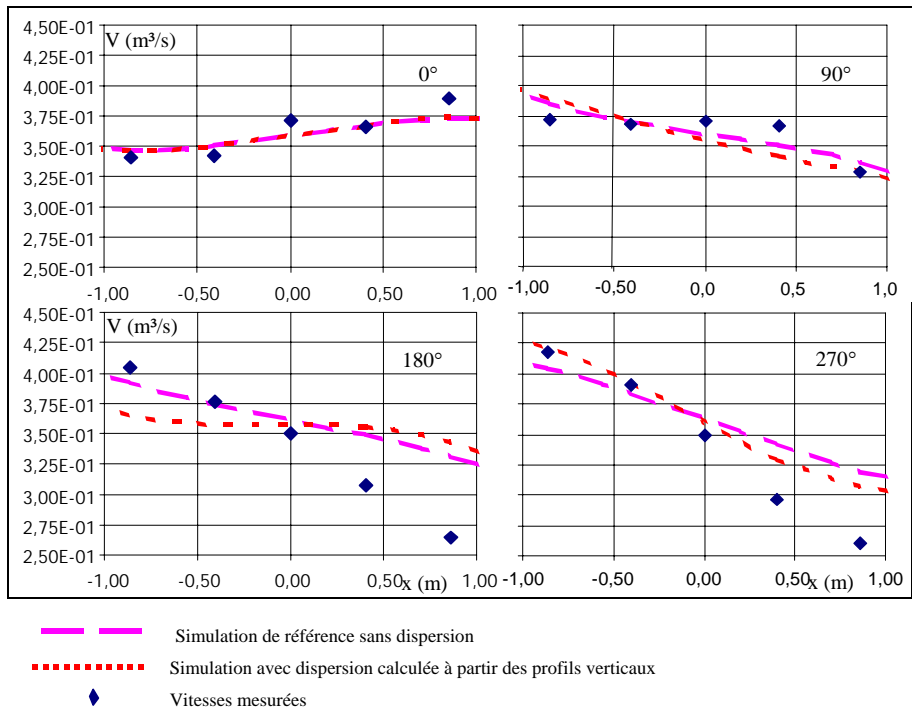 4,50E-01
V (m³/s)
4,25E-01
4,00E-01
0°
90°
3,75E-01
3,50E-01
3,25E-01
3,00E-01
2,75E-01
2,50E-01
-1,00 -0,50 0,00 0,50 1,00
-1,00 -0,50 0,00 0,5 1,0
4,50E-01
V (m³/s)
4,25E-01
180°
270°
4,00E-01
3,75E-01
3,50E-01
3,25E-01
3,00E-01
2,75E-01
2,50E-01
-1,00 -0,50 0,00 0,50 x (m) 1,00
-1,00 -0,50 0,00 0,50 1,00
Simulation de référence sans dispersion
Simulation avec dispersion calculée à partir des profils verticaux
Vitesses mesurées